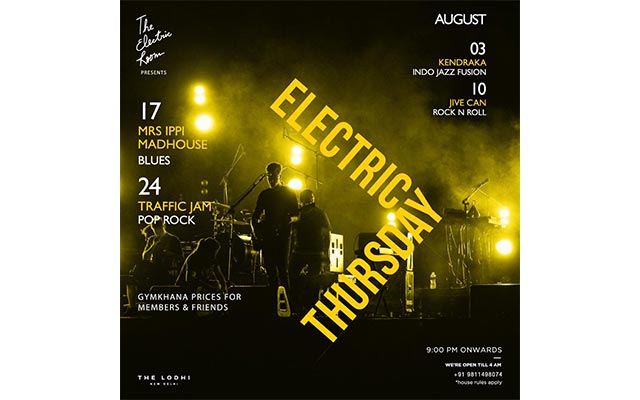 The
Electric
Room
PRESENTS
AUGUST
03
KENDRAKA
INDO JAZZ FUSION
10
JIVE CAN
ROCK N ROLL
17
MRS IPPI
MADHOUSE
BLUES
24
TRAFFIC JAM
POP ROCK
ELECTRIC
THURSDAY
GYMKHANA PRICES FOR
MEMBERS & FRIENDS
9:00 PM ONWARDS
WE'RE OPEN TILL 4 AM
+91 9811498074
*house rules apply
THE LODHI
NEW DELHI